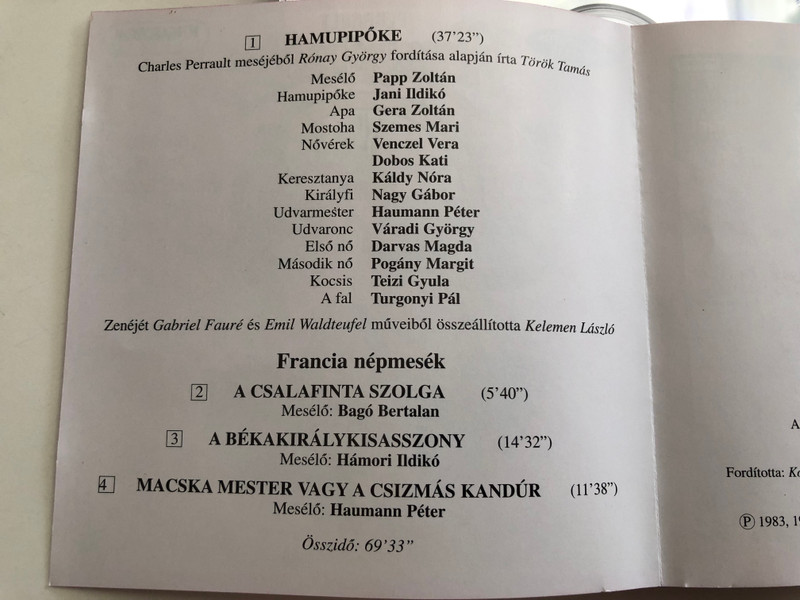 1 HAMUPIPŐKE (37'23”)
Charles Perrault meséjéből Rónay György fordítása alapján írta Török Tamás
Mesélő Papp Zoltán
Hamupipőke Jani Ildikó
Apa Gera Zoltán
Mostoha Szemes Mari
Nővérek Venczel Vera
Dobos Kati
Keresztanya Káldy Nóra
Királyfi Nagy Gábor
Udvarmester Haumann Péter
Udvaronc Váradi György
Első nő Darvas Magda
Második nő Pogány Margit
Kocsis Teizi Gyula
A fal Turgonyi Pál
Zenéjét Gabriel Fauré és Emil Waldteufel műveiből összeállította Kelemen László
Francia népmesék
2 A CSALAFINTA SZOLGA (5'40”)
Mesélő: Bagó Bertalan
3 A BÉKAKIRÁLYKISASSZONY (14'32”)
Mesélő: Hámori Ildikó
4 MACSKA MESTER VAGY A CSIZMÁS KANDÚR (11'38”)
Mesélő: Haumann Péter
Összidő: 69'33”
A
Fordította:
Ⓟ 1983,